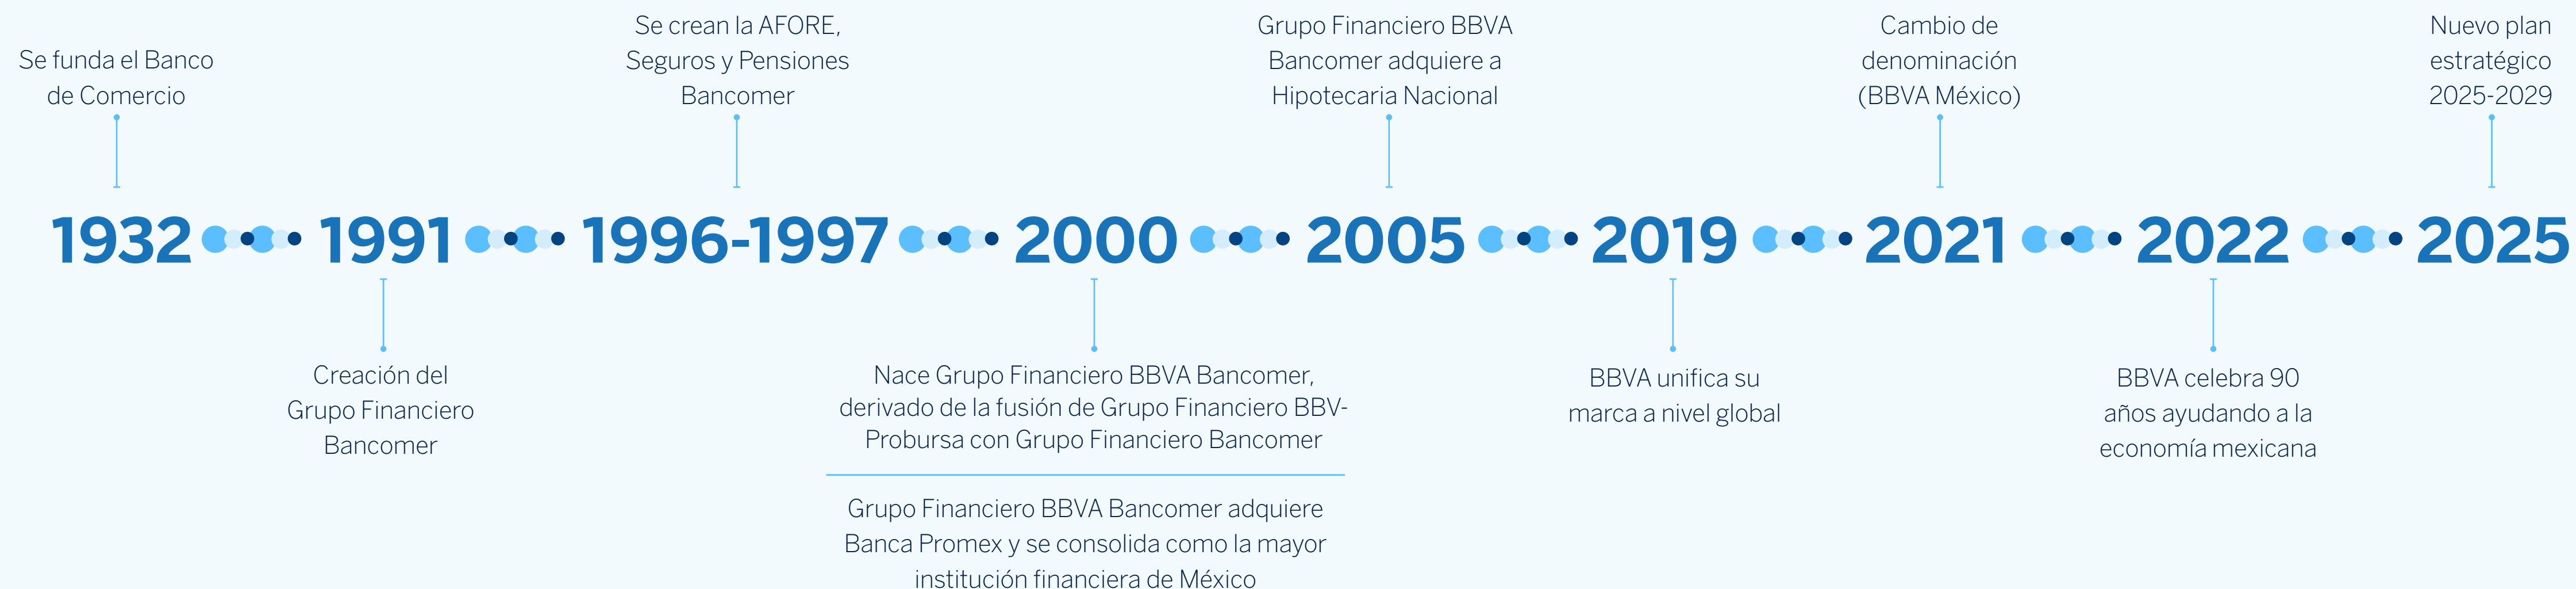 Se funda el Banco
de Comercio
Se crean la AFORE,
Seguros y Pensiones
Bancomer
Grupo Financiero BBVA
Bancomer adquiere a
Hipotecaria Nacional
Cambio de
denominación
(BBVA México)
Nuevo plan
estratégico
2025-2029
1932 1991 1996-1997 2000 2005 2019 2021 2022 2025
Creación del
Grupo Financiero
Bancomer
Nace Grupo Financiero BBVA Bancomer,
derivado de la fusión de Grupo Financiero BBV-
Probursa con Grupo Financiero Bancomer
Grupo Financiero BBVA Bancomer adquiere
Banca Promex y se consolida como la mayor
institución financiera de México
BBVA unifica su
marca a nivel global
BBVA celebra 90
años ayudando a la
economía mexicana